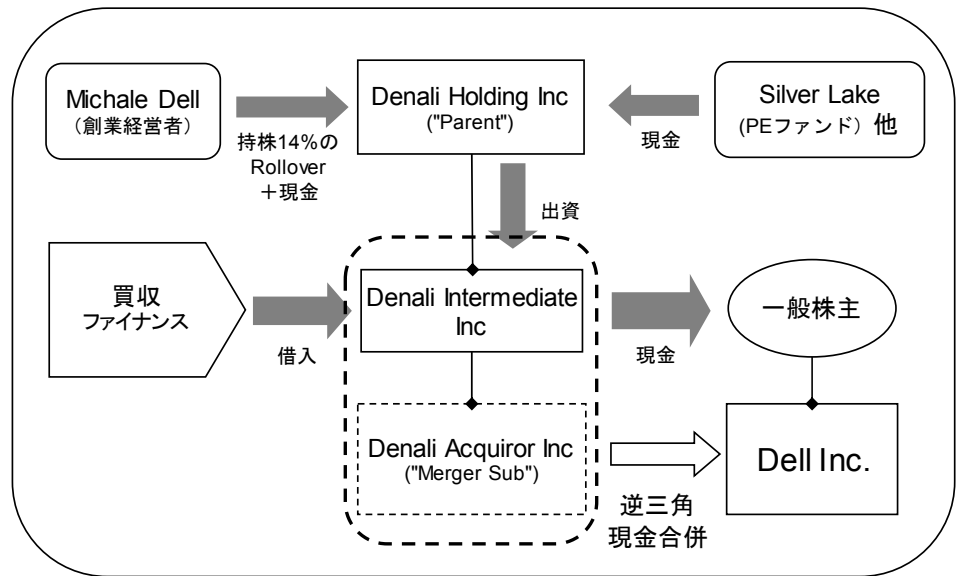 Michale Dell
（創業経営者）
持株14%の
Rollover
＋現金
Denali Holding Inc
("Parent")
現金
Silver Lake
(PEファンド）他
出資
買収
ファイナンス
借入
Denali Intermediate
Inc
現金
一般株主
Denali Acquiror Inc
("Merger Sub")
逆三角
現金合併
Dell Inc.